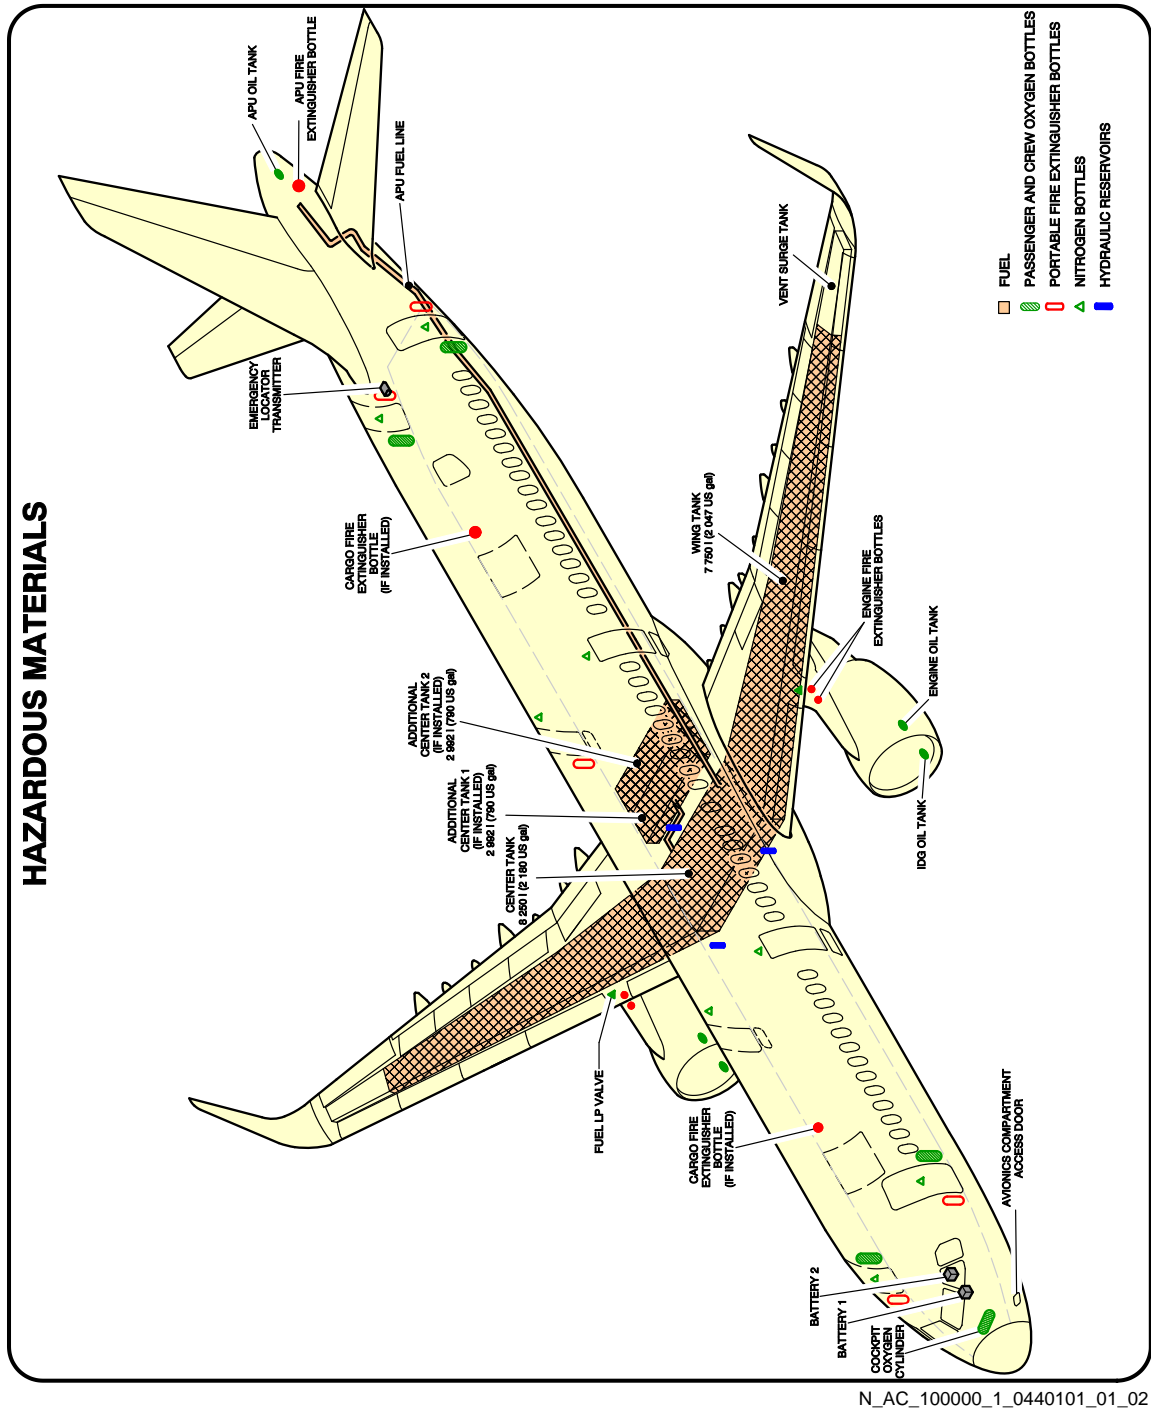 HAZARDOUS MATERIALS
APU OIL TANK
APU FIRE
EXTINGUISHER BOTTLE
APU FUEL LINE
EMERGENCY
LOCATOR
TRANSMITTER
CARGO FIRE
EXTINGUISHER
BOTTLE
(IF INSTALLED)
ADDITIONAL
CENTER TANK 2
(IF INSTALLED)
2 992 l (790 US gal)
ADDITIONAL
CENTER TANK 1
(IF INSTALLED)
2 992 l (790 US gal)
CENTER TANK
8 250 l (2 180 US gal)
FUEL LP VALVE
CARGO FIRE
EXTINGUISHER
BOTTLE
(IF INSTALLED)
BATTERY 2
BATTERY 1
COCKPIT
OXYGEN
CYLINDER
AVIONICS COMPARTMENT
ACCESS DOOR
IDG OIL TANK
ENGINE OIL TANK
ENGINE FIRE
EXTINGUISHER BOTTLES
WING TANK
7 750 l (2 047 US gal)
VENT SURGE TANK
FUEL
PASSENGER AND CREW OXYGEN BOTTLES
PORTABLE FIRE EXTINGUISHER BOTTLES
NITROGEN BOTTLES
HYDRAULIC RESERVOIRS
N_AC_100000_1_0440101_01_02